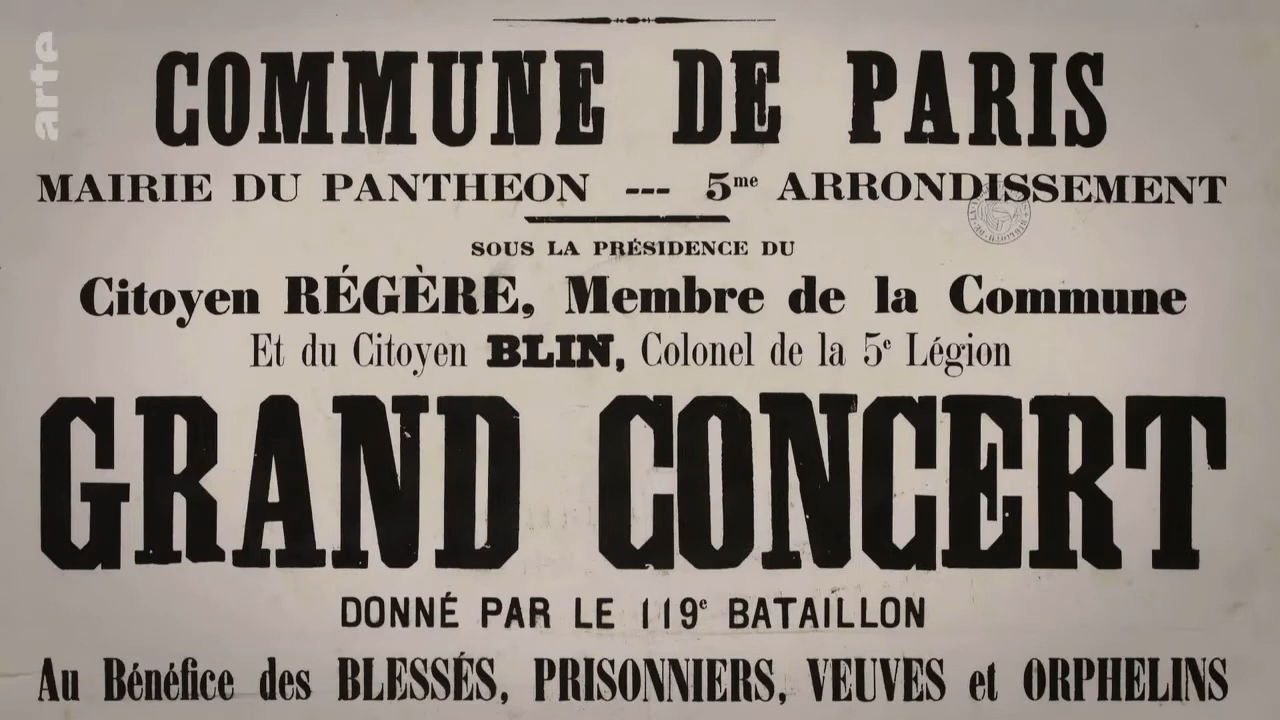 arte
COMMUNE DE PARIS
MAIRIE DU PANTHEON --- 5me ARRONDISSEMENT
SOUS LA PRÉSIDENCE DU
Citoyen RÉGÈRE, Membre de la Commune
Et du Citoyen BLIN, Colonel de la 5e Légion
GRAND CONCERT
DONNÉ PAR LE 119e BATAILLON
Au Bénéfice des BLESSÉS, PRISONNIERS, VEUVES et ORPHELINS